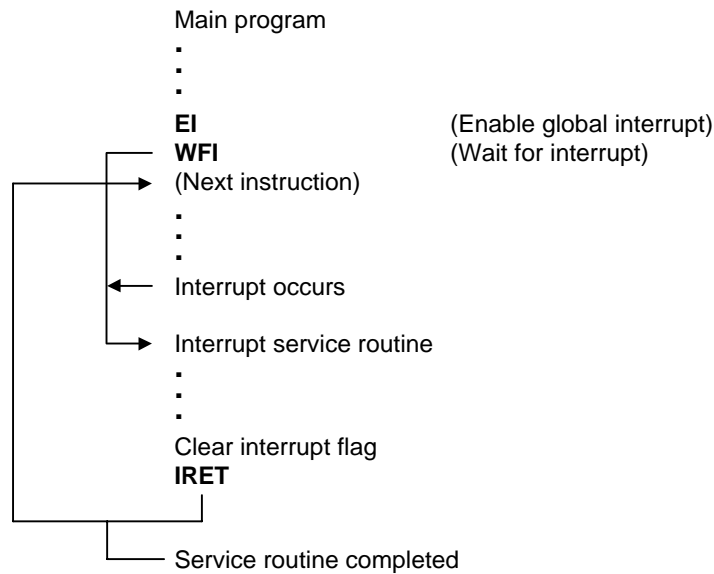 Main program
.
.
.
EI (Enable global interrupt)
WFI (Wait for interrupt)
(Next instruction)
.
.
.
Interrupt occurs
Interrupt service routine
.
.
.
Clear interrupt flag
IRET
Service routine completed